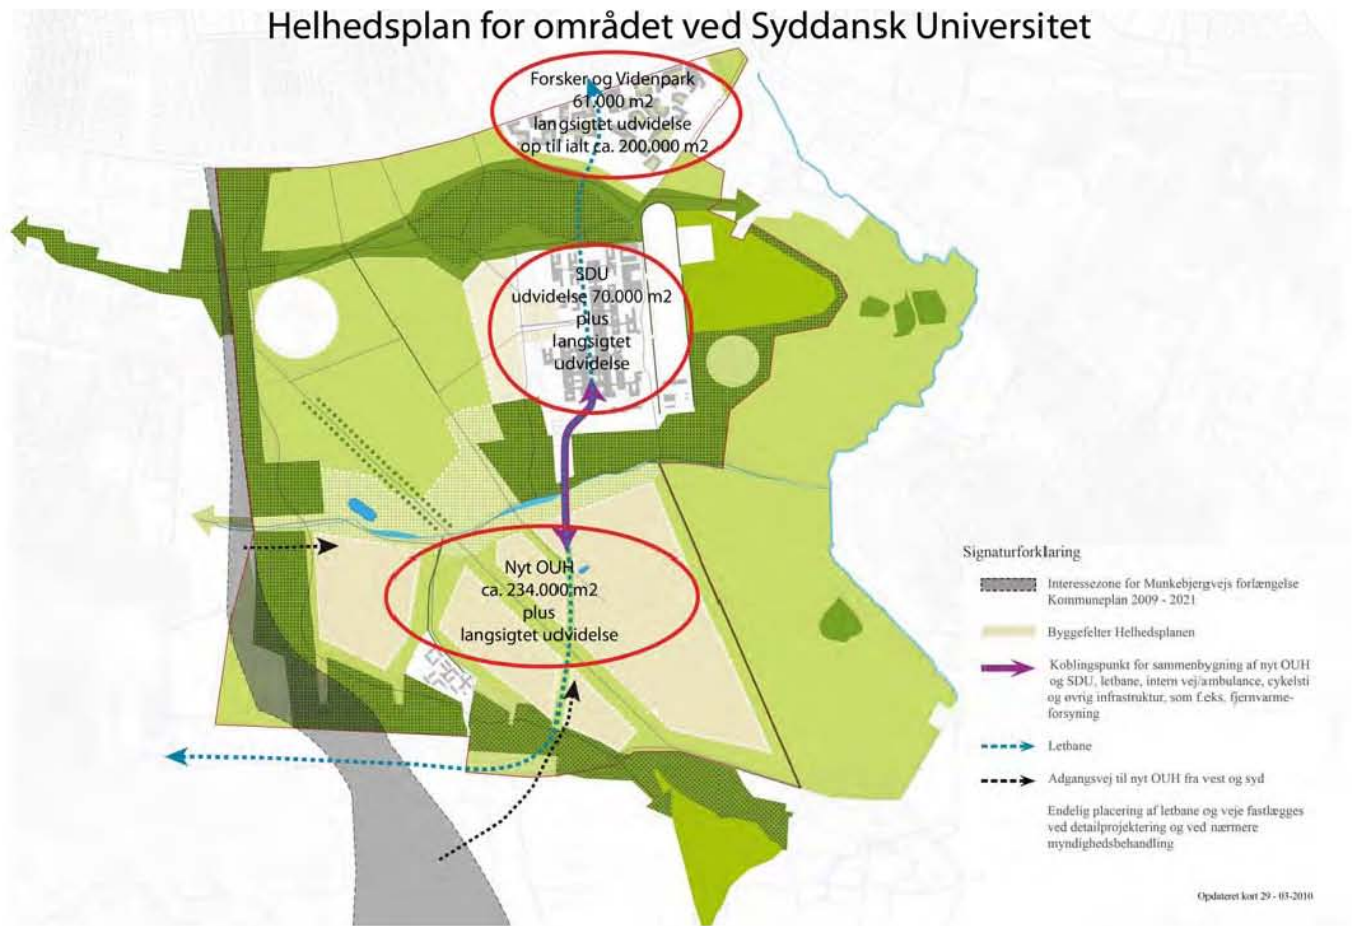 Helhedsplan for området ved Syddansk Universitet
Forsker og Videnpark
61.000 m2
langsigtet udvidelse
op til ialt ca. 200.000 m2
SDU
udvidelse 70.000 m2
plus
langsigtet
udvidelse
Nyt OUH
ca. 234.000 m2
plus
langsigtet udvidelse
Signaturforklaring
Interessezone for Munkebjergvejs forlængelse
Kommuneplan 2009 - 2021
Byggefelter Helhedsplanen
Koblingspunkt for sammenbygning af nyt OUH
og SDU, letbane, intern vej/ambulance, cykelsti
og øvrig infrastruktur, som f.eks. fjernvarme-
forsyning
Letbane
Adgangsvej til nyt OUH fra vest og syd
Endelig placering af letbane og veje fastlægges
ved detailprojektering og ved nærmere
myndighedsbehandling
Opdateret kort 29 - 03-2010